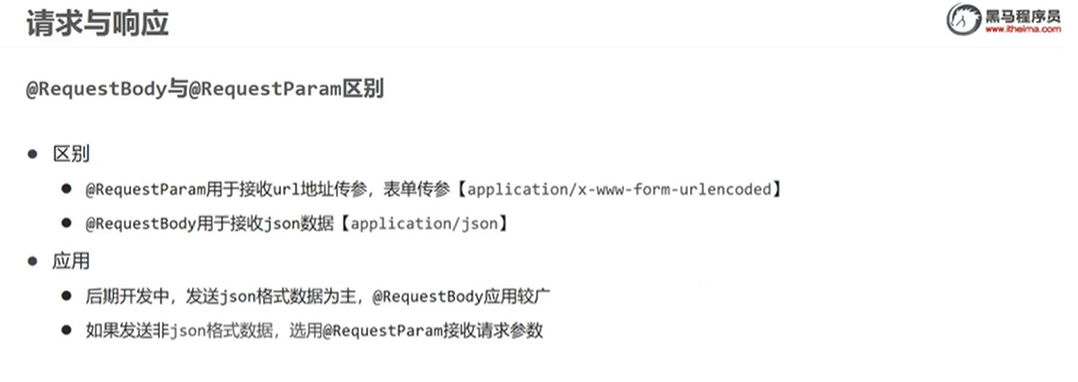 请求与响应
黑马程序员
www.itheima.com
@RequestBody与@RequestParam区别
● 区别
● @RequestParam用于接收url地址传参，表单传参【application/x-www-form-urlencoded】
● @RequestBody用于接收json数据【application/json】
● 应用
● 后期开发中，发送json格式数据为主，@RequestBody应用较广
● 如果发送非json格式数据，选用@RequestParam接收请求参数